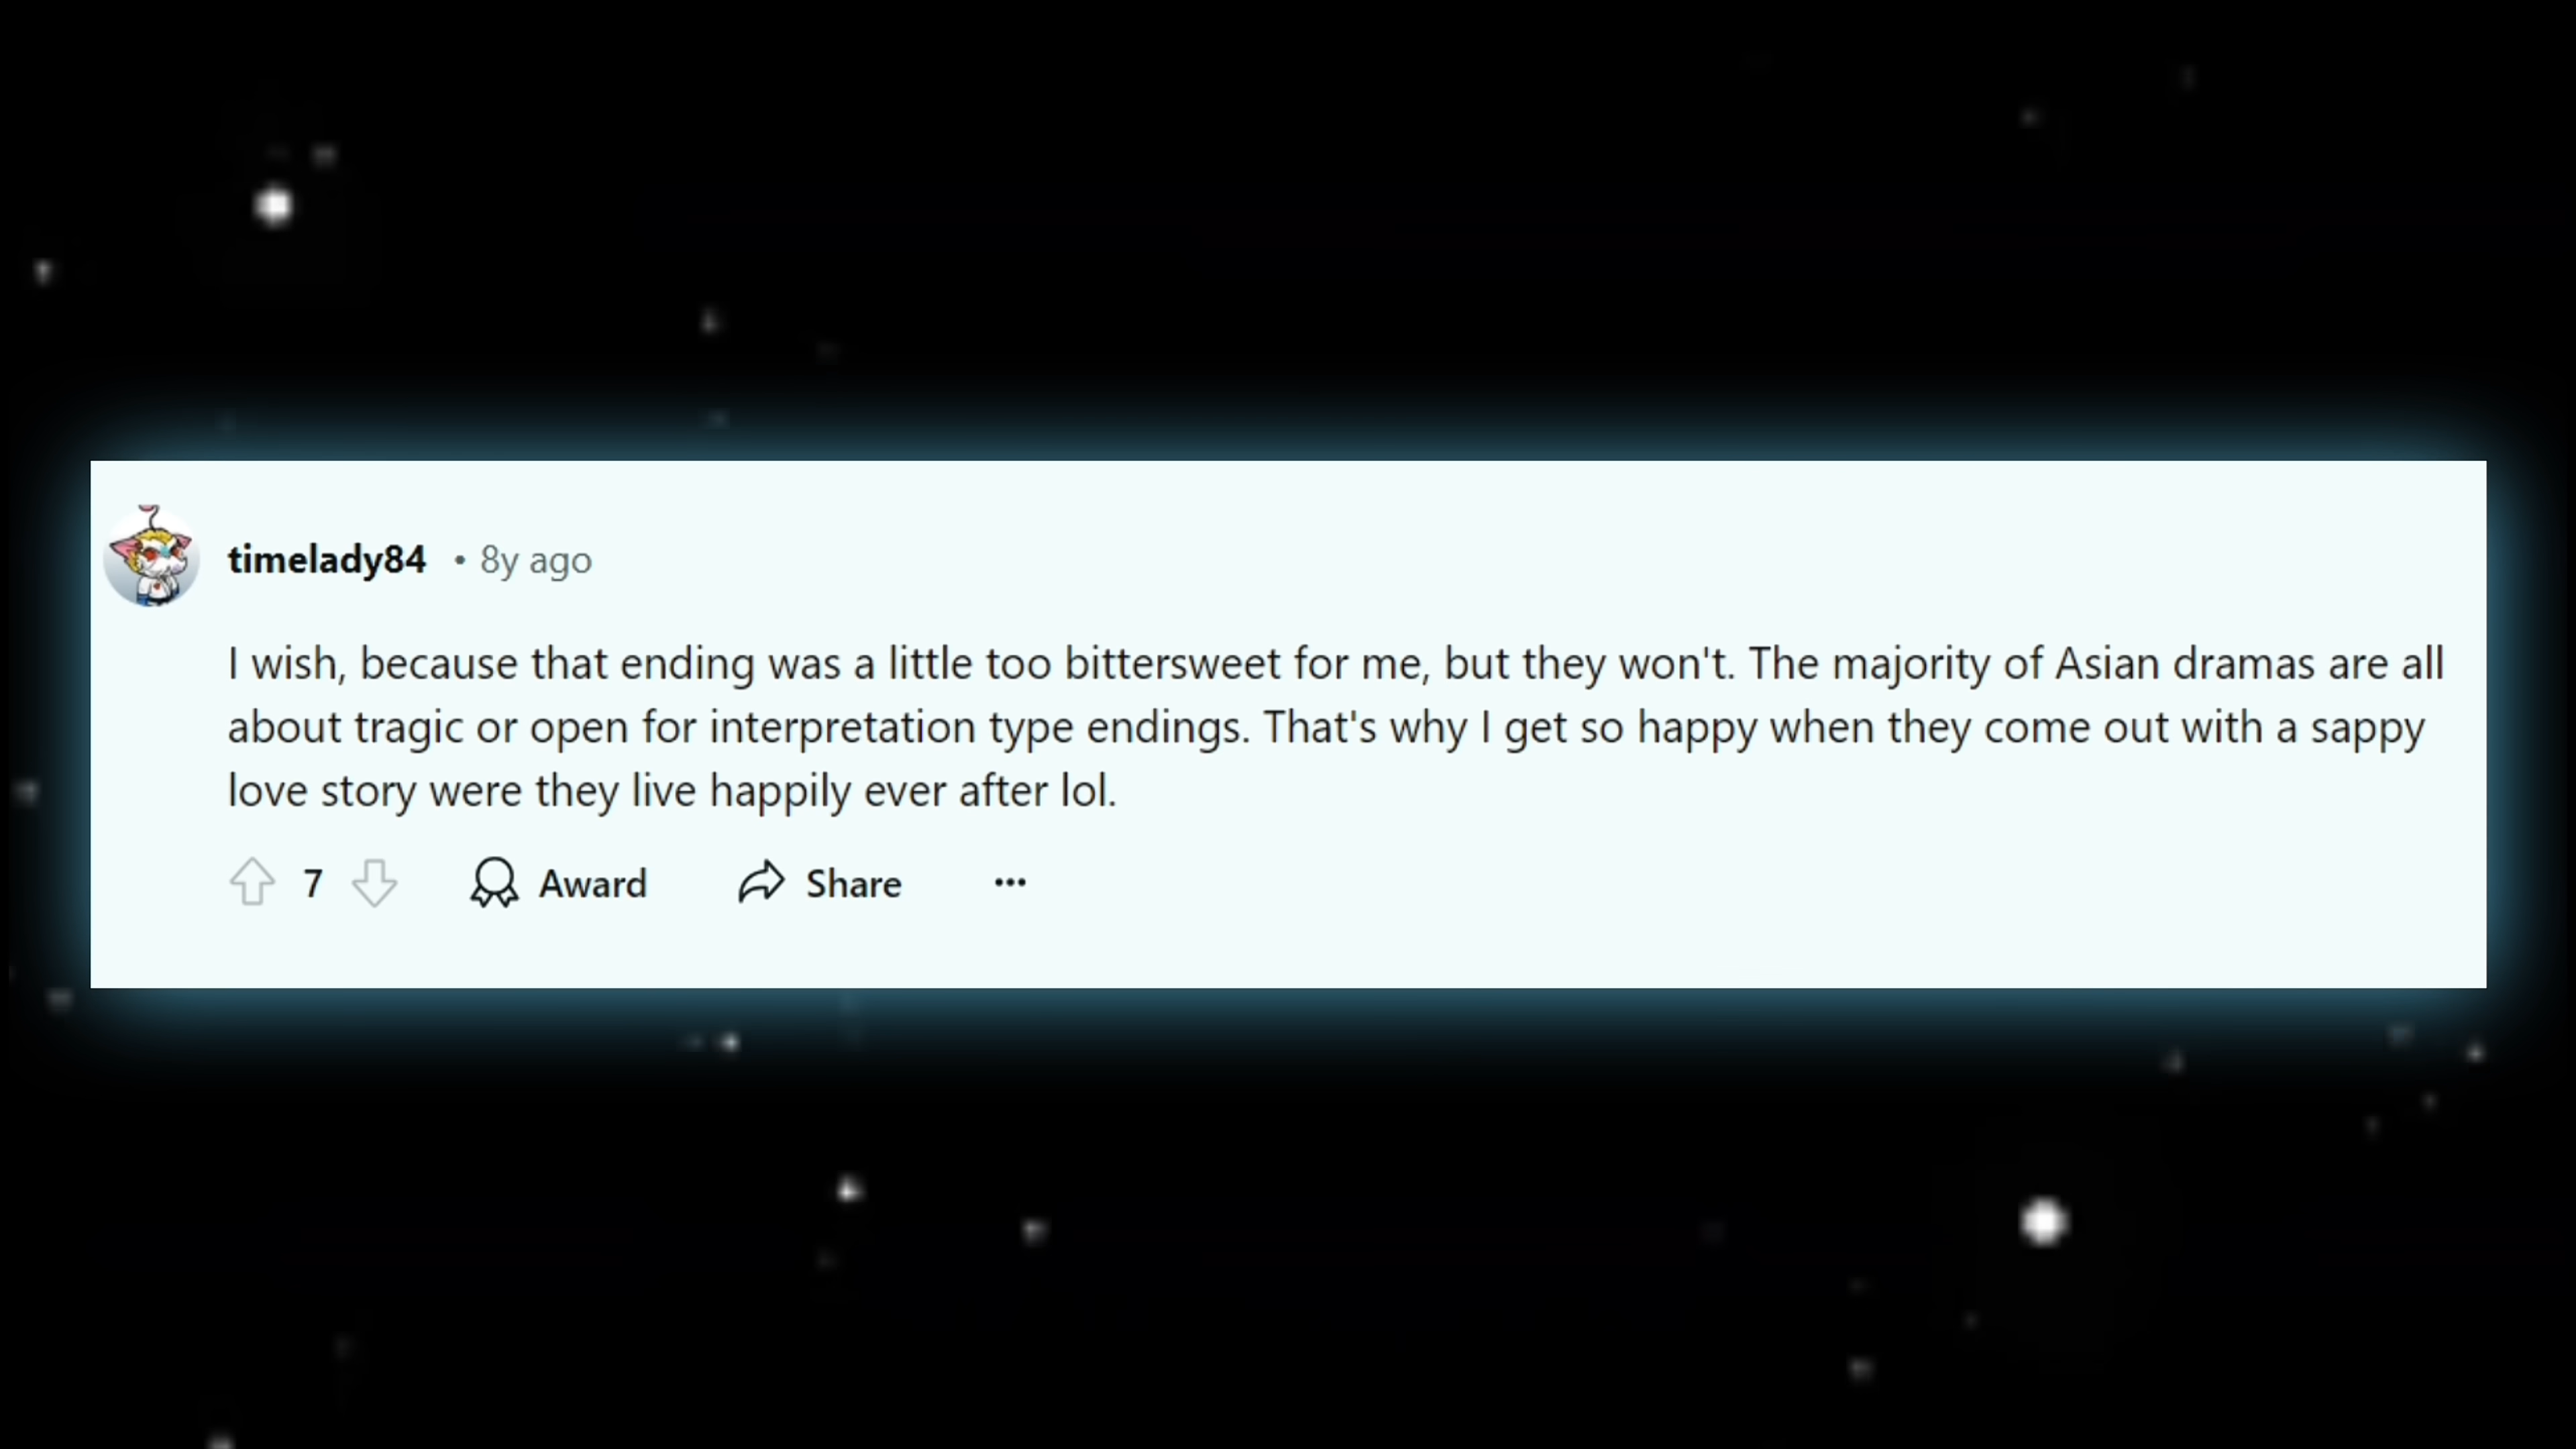 timelady84 • 8y ago
I wish, because that ending was a little too bittersweet for me, but they won't. The majority of Asian dramas are all
about tragic or open for interpretation type endings. That's why I get so happy when they come out with a sappy
love story were they live happily ever after lol.
7 Award Share ···